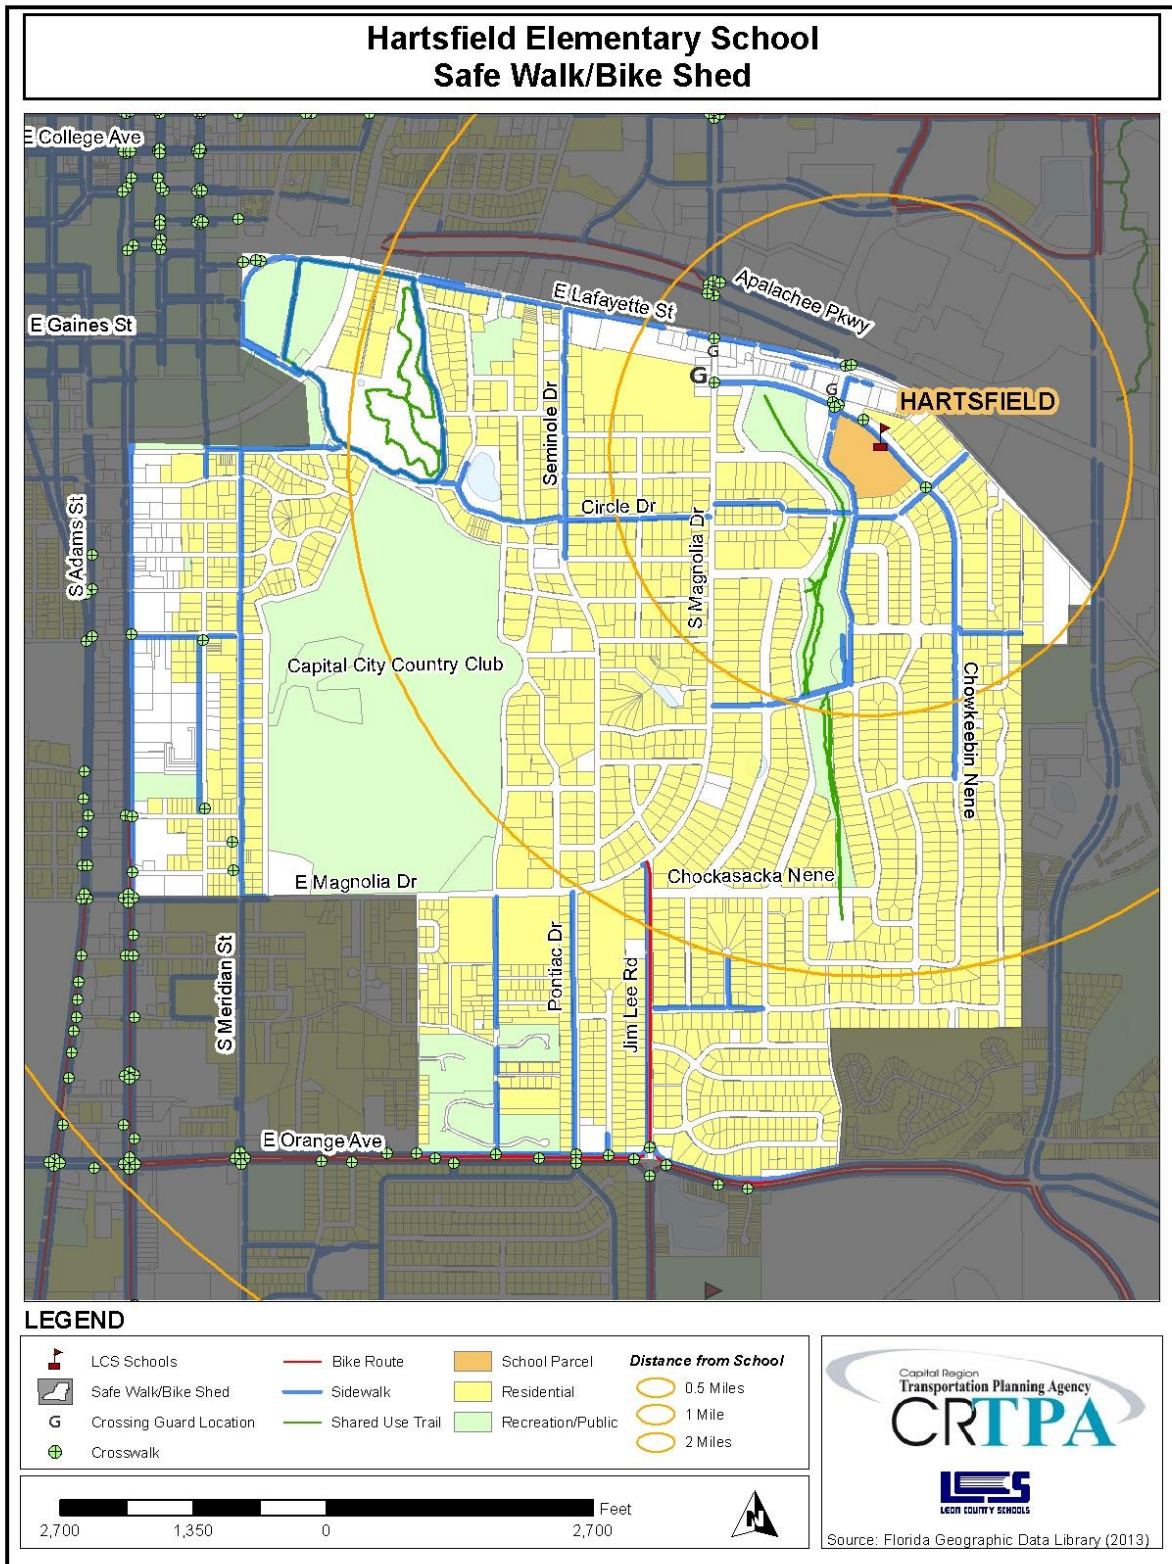 Hartsfield Elementary School
Safe Walk/Bike Shed
E College Ave
E Gaines St
E Lafayette St
Apalachee Pkwy
G
G
G
HARTSFIELD
Seminole Dr
Circle Dr
S Magnolia Dr
S Adams St
Capital City Country Club
Chowkeebin Nene
E Magnolia Dr
Chockasacka Nene
S Meridian St
Pontiac Dr
Jim Lee Rd
E Orange Ave
LEGEND
LCS Schools
Safe Walk/Bike Shed
G Crossing Guard Location
Crosswalk
Bike Route
Sidewalk
Shared Use Trail
School Parcel
Residential
Recreation/Public
Distance from School
0.5 Miles
1 Mile
2 Miles
Feet
2,700 1,350 0 2,700
N
Capital Region
Transportation Planning Agency
CRTPA
LCS
LEON COUNTY SCHOOLS
Source: Florida Geographic Data Library (2013)